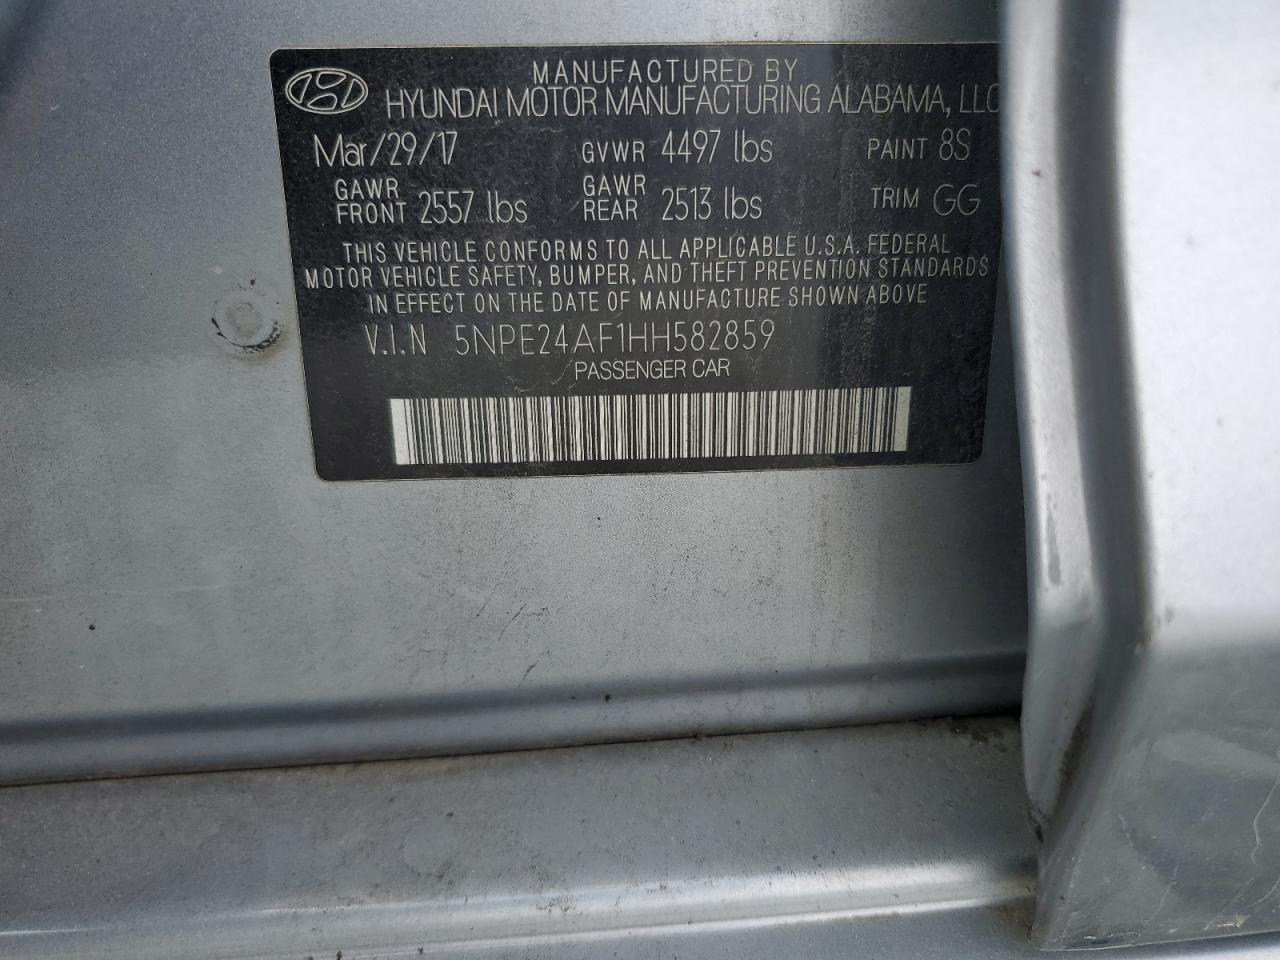 MANUFACTURED BY
HYUNDAI MOTOR MANUFACTURING ALABAMA, LLC
Mar/29/17 GVWR 4497 lbs PAINT 8S
GAWR FRONT 2557 lbs GAWR REAR 2513 lbs TRIM GG
THIS VEHICLE CONFORMS TO ALL APPLICABLE U.S.A. FEDERAL
MOTOR VEHICLE SAFETY, BUMPER, AND THEFT PREVENTION STANDARDS
IN EFFECT ON THE DATE OF MANUFACTURE SHOWN ABOVE
V.I.N 5NPE24AF1HH582859
PASSENGER CAR